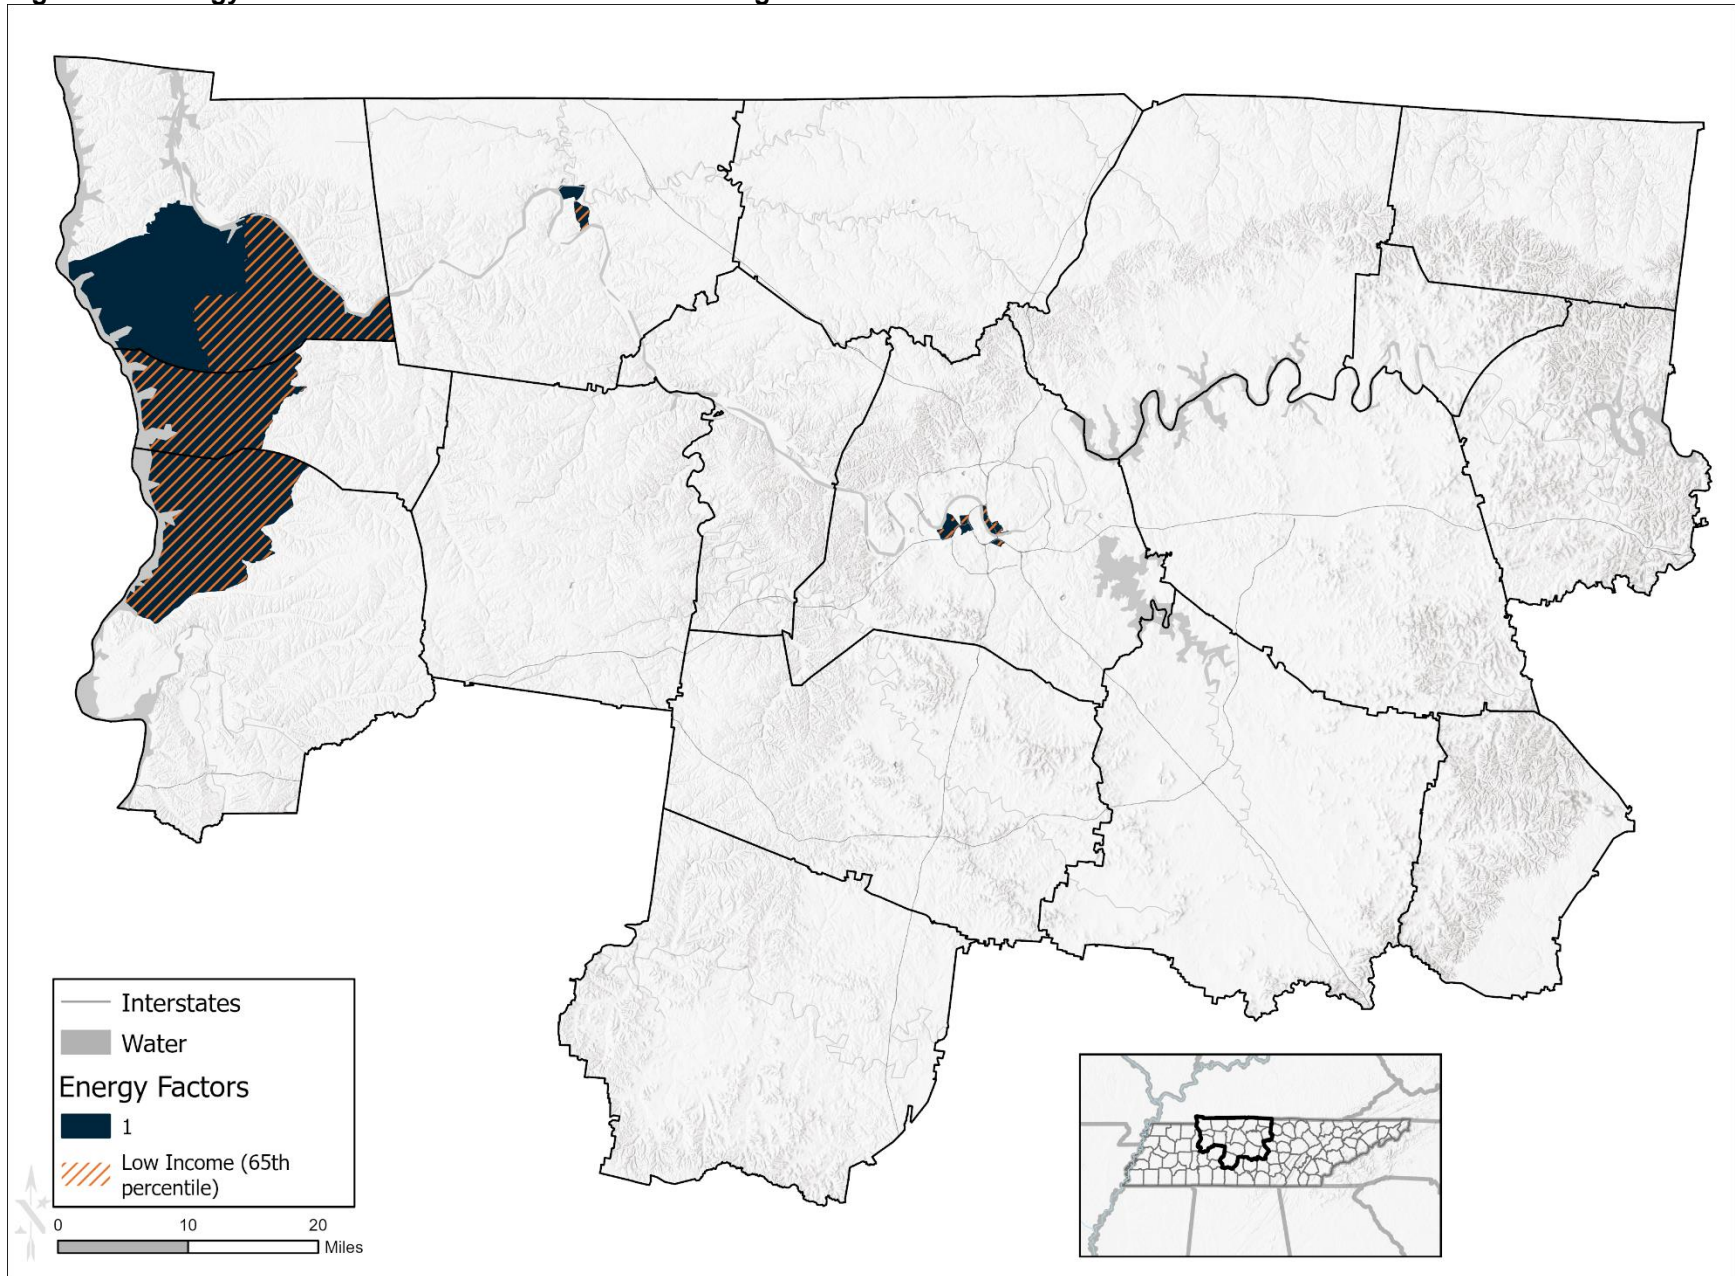 Interstates
Water
Energy Factors
1
Low Income (65th
percentile)
0 10 20
Miles